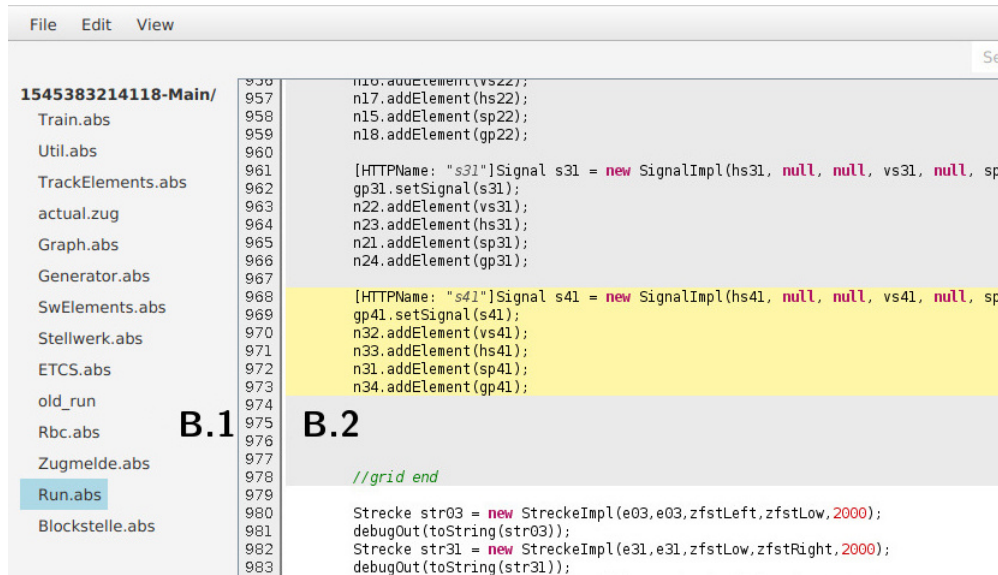 File Edit View
Se
1545383214118-Main/
Train.abs
Util.abs
TrackElements.abs
actual.zug
Graph.abs
Generator.abs
SwElements.abs
Stellwerk.abs
ETCS.abs
old_run
Rbc.abs
Zugmelde.abs
Run.abs
Blockstelle.abs
B.1
B.2
956 n16.addElement(vs22);
957 n17.addElement(hs22);
958 n15.addElement(sp22);
959 n18.addElement(gp22);
960
961 [HTTPName: "s31"]Signal s31 = new SignalImpl(hs31, null, null, vs31, null, sp
962 gp31.setSignal(s31);
963 n22.addElement(vs31);
964 n23.addElement(hs31);
965 n21.addElement(sp31);
966 n24.addElement(gp31);
967
968 [HTTPName: "s41"]Signal s41 = new SignalImpl(hs41, null, null, vs41, null, sp
969 gp41.setSignal(s41);
970 n32.addElement(vs41);
971 n33.addElement(hs41);
972 n31.addElement(sp41);
973 n34.addElement(gp41);
974
975
976
977
978 //grid end
979
980 Strecke str03 = new StreckeImpl(e03,e03,zfstLeft,zfstLow,2000);
981 debugOut(toString(str03));
982 Strecke str31 = new StreckeImpl(e31,e31,zfstLow,zfstRight,2000);
983 debugOut(toString(str31));